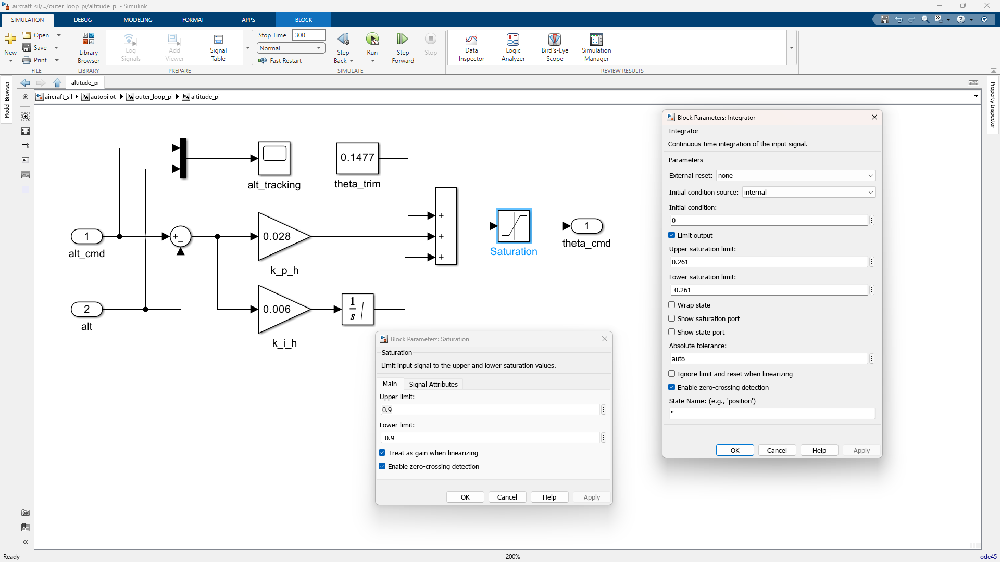 aircraft_sil/.../outer_loop_pi/altitude_pi - Simulink
SIMULATION DEBUG MODELING FORMAT APPS BLOCK
New
Open
Save
Print
FILE
Library Browser
LIBRARY
Log Signals
Add Viewer
Signal Table
PREPARE
Stop Time 300
Normal
Fast Restart
Step Back
Run
Step Forward
Stop
SIMULATE
Data Inspector
Logic Analyzer
Bird's-Eye Scope
Simulation Manager
REVIEW RESULTS
Model Browser
Property Inspector
altitude_pi
aircraft_sil autopilot outer_loop_pi altitude_pi
alt_tracking
0.1477
theta_trim
1
alt_cmd
+
−
0.028
k_p_h
+
+
+
Saturation
1
theta_cmd
2
alt
0.006
k_i_h
1
s
Block Parameters: Saturation
Saturation
Limit input signal to the upper and lower saturation values.
Main Signal Attributes
Upper limit:
0.9
Lower limit:
-0.9
Treat as gain when linearizing
Enable zero-crossing detection
OK Cancel Help Apply
Block Parameters: Integrator
Integrator
Continuous-time integration of the input signal.
Parameters
External reset: none
Initial condition source: internal
Initial condition:
0
Limit output
Upper saturation limit:
0.261
Lower saturation limit:
-0.261
Wrap state
Show saturation port
Show state port
Absolute tolerance:
auto
Ignore limit and reset when linearizing
Enable zero-crossing detection
State Name: (e.g., 'position')
''
OK Cancel Help Apply
Ready 200% ode45